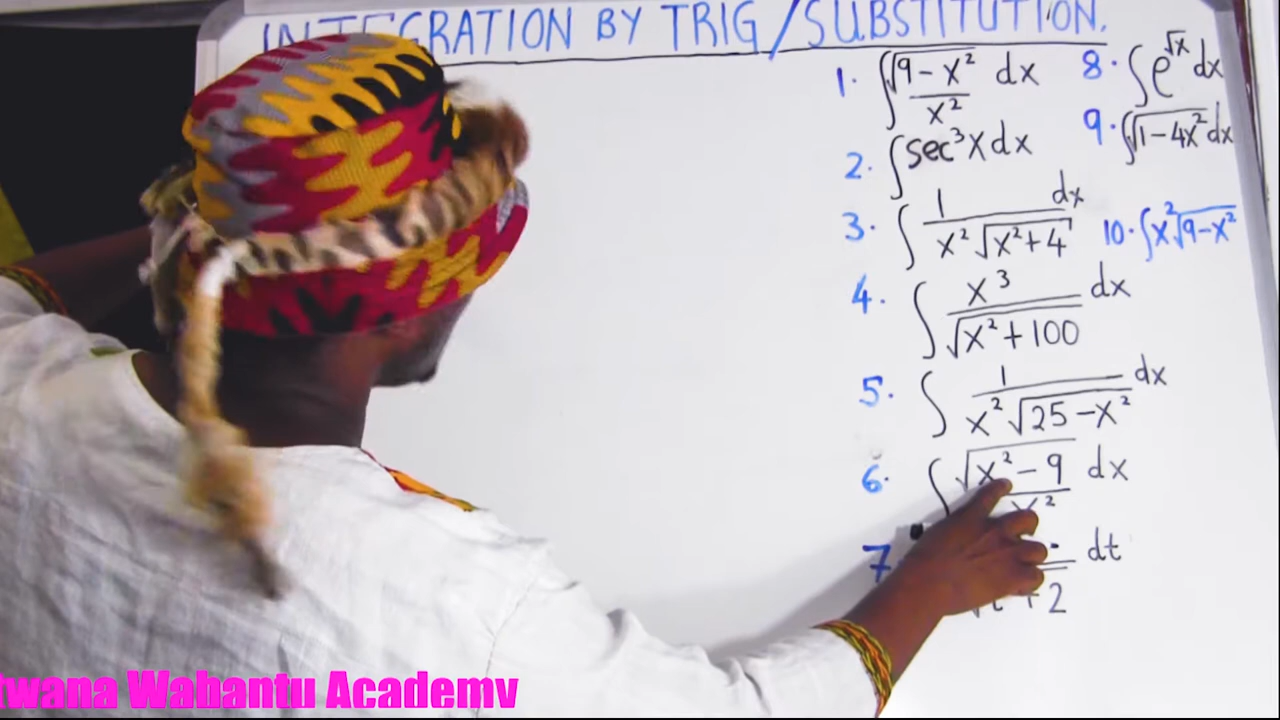 INTEGRATION BY TRIG/SUBSTITUTION.
1. ∫ √(9 − x²) / x² dx
2. ∫ sec³x dx
3. ∫ 1 / (x² √(x² + 4)) dx
4. ∫ x³ / √(x² + 100) dx
5. ∫ 1 / (x² √(25 − x²)) dx
6. ∫ √(x² − 9) / x² dx
7 dt
+ 2
8. ∫ e^√x dx
9. ∫ √(1 − 4x²) dx
10. ∫ x² √(9 − x²)
Wabantu Academy